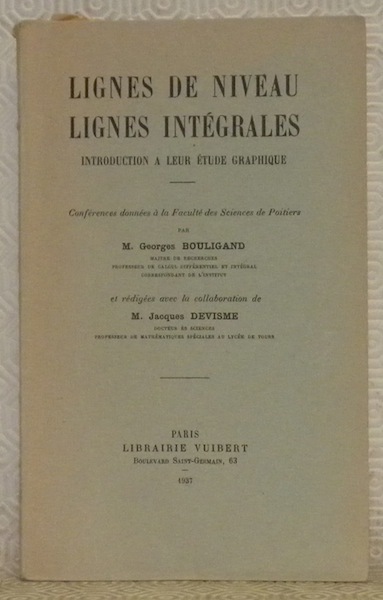 LIGNES DE NIVEAU
LIGNES INTÉGRALES
INTRODUCTION A LEUR ÉTUDE GRAPHIQUE
Conférences données à la Faculté des Sciences de Poitiers
PAR
M. Georges BOULIGAND
MAITRE DE RECHERCHES
PROFESSEUR DE CALCUL DIFFÉRENTIEL ET INTÉGRAL
CORRESPONDANT DE L'INSTITUT
et rédigées avec la collaboration de
M. Jacques DEVISME
DOCTEUR ÈS SCIENCES
PROFESSEUR DE MATHÉMATIQUES SPÉCIALES AU LYCÉE DE TOURS
PARIS
LIBRAIRIE VUIBERT
BOULEVARD SAINT-GERMAIN, 63
1937